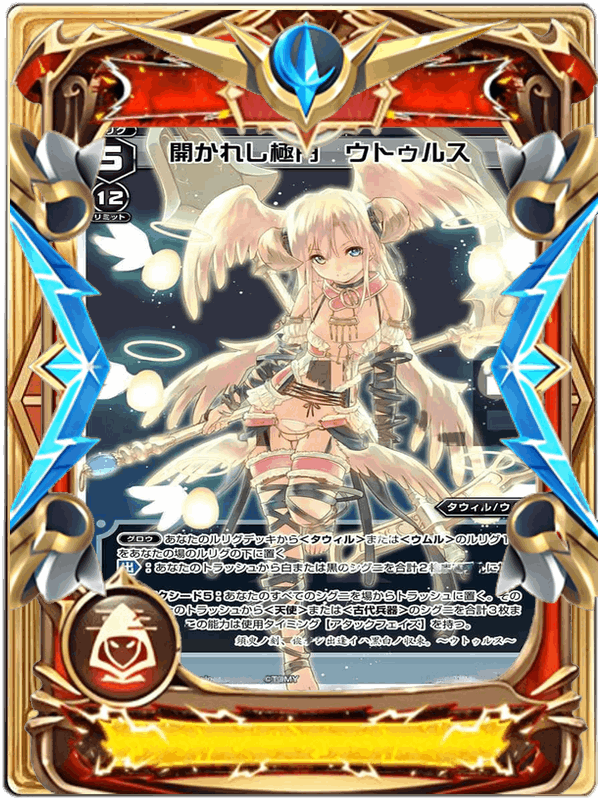 5
開かれし極門 ウトゥルス
12
リミット
タウィル/ウ
グロウ あなたのルリグデッキから<タウィル>または<ウムル>のルリグ1
をあなたの場のルリグの下に置く
出:あなたのトラッシュから白または黒のシグニを合計2
クシード5:あなたのすべてのシグニを場からトラッシュに置く。その
のトラッシュから<天使>または<古代兵器>のシグニを合計3枚ま
この能力は使用タイミング【アタックフェイズ】を持つ。
～ウトゥルス～